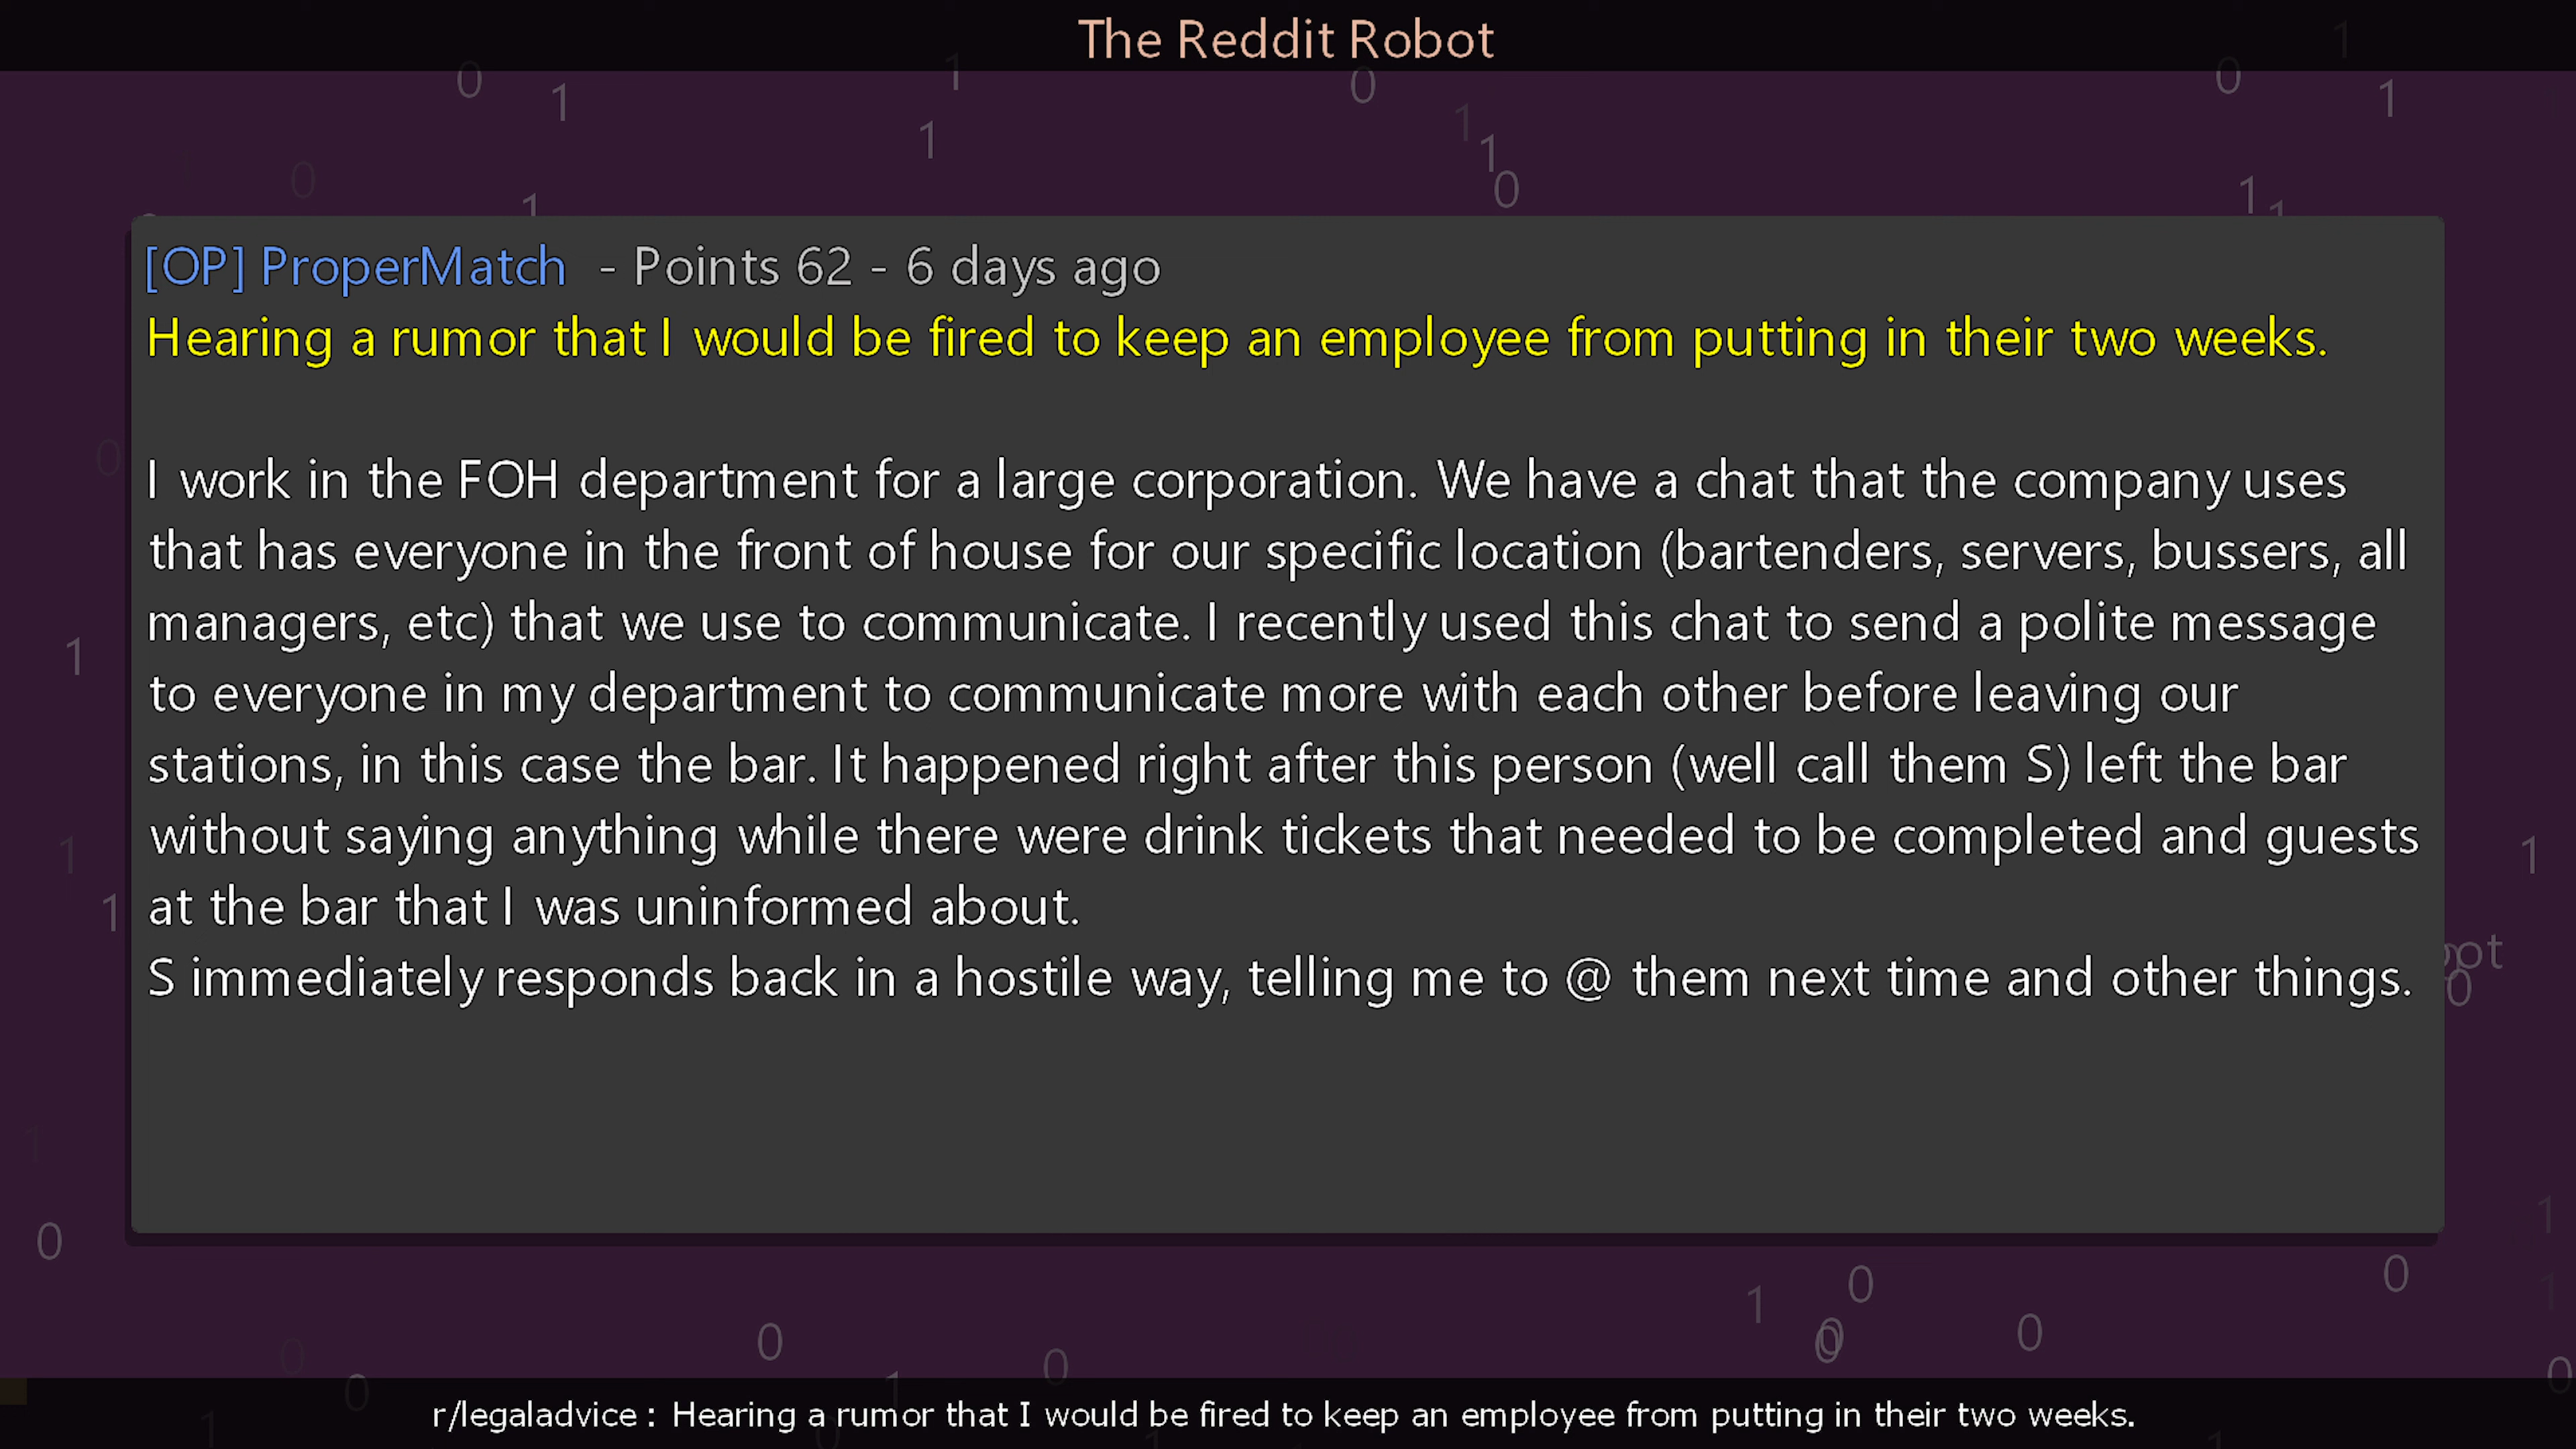 The Reddit Robot
[OP] ProperMatch - Points 62 - 6 days ago
Hearing a rumor that I would be fired to keep an employee from putting in their two weeks.
I work in the FOH department for a large corporation. We have a chat that the company uses
that has everyone in the front of house for our specific location (bartenders, servers, bussers, all
managers, etc) that we use to communicate. I recently used this chat to send a polite message
to everyone in my department to communicate more with each other before leaving our
stations, in this case the bar. It happened right after this person (well call them S) left the bar
without saying anything while there were drink tickets that needed to be completed and guests
at the bar that I was uninformed about.
S immediately responds back in a hostile way, telling me to @ them next time and other things.
r/legaladvice : Hearing a rumor that I would be fired to keep an employee from putting in their two weeks.